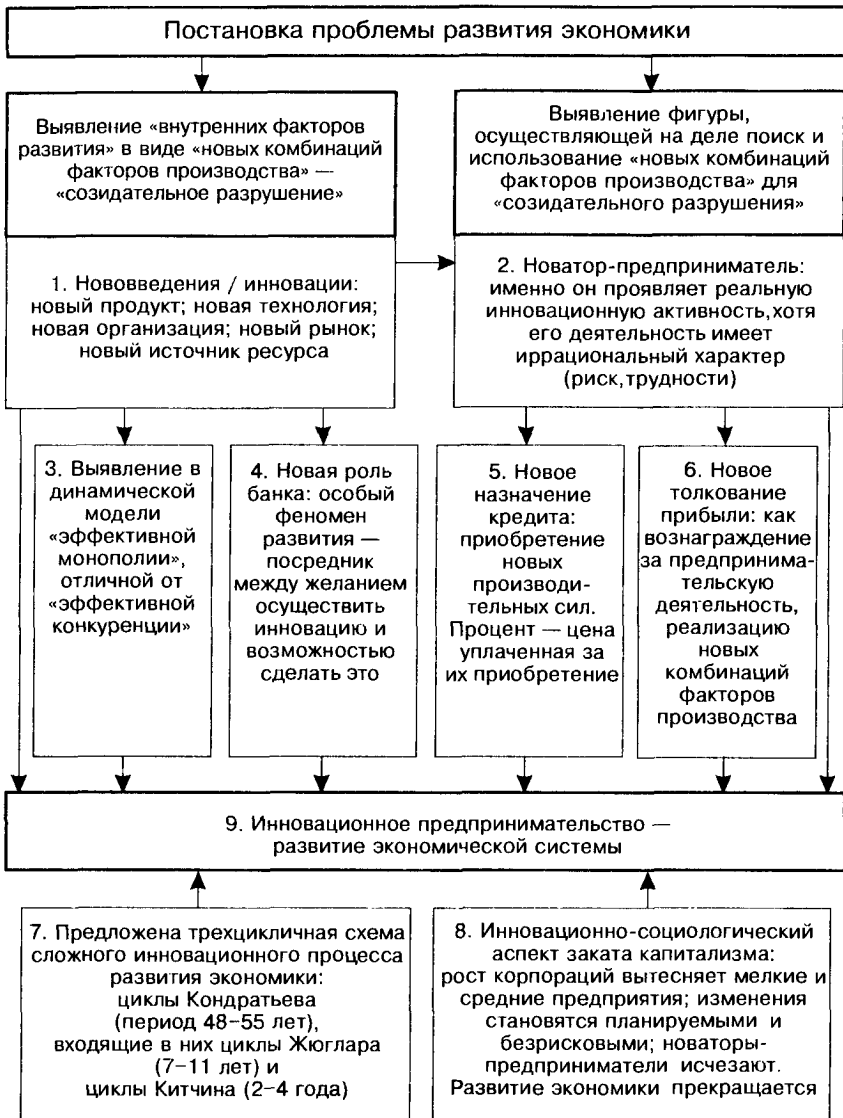 Постановка проблемы развития экономики
Выявление «внутренних факторов
развития» в виде «новых комбинаций
факторов производства» —
«созидательное разрушение»
Выявление фигуры,
осуществляющей на деле поиск и
использование «новых комбинаций
факторов производства» для
«созидательного разрушения»
1. Нововведения / инновации:
новый продукт; новая технология;
новая организация; новый рынок;
новый источник ресурса
2. Новатор-предприниматель:
именно он проявляет реальную
инновационную активность,хотя
его деятельность имеет
иррациональный характер
(риск,трудности)
3. Выявление в
динамической
модели
«эффективной
монополии»,
отличной от
«эффективной
конкуренции»
4. Новая роль
банка: особый
феномен
развития —
посредник
между желанием
осуществить
инновацию и
возможностью
сделать это
5. Новое
назначение
кредита:
приобретение
новых
производи-
тельных сил.
Процент — цена
уплаченная за
их приобретение
6. Новое
толкование
прибыли: как
вознаграждение
за предпринима-
тельскую
деятельность,
реализацию
новых
комбинаций
факторов
производства
9. Инновационное предпринимательство —
развитие экономической системы
7. Предложена трехцикличная схема
сложного инновационного процесса
развития экономики:
циклы Кондратьева
(период 48–55 лет),
входящие в них циклы Жюглара
(7–11 лет) и
циклы Китчина (2–4 года)
8. Инновационно-социологический
аспект заката капитализма:
рост корпораций вытесняет мелкие и
средние предприятия; изменения
становятся планируемыми и
безрисковыми; новаторы-
предприниматели исчезают.
Развитие экономики прекращается